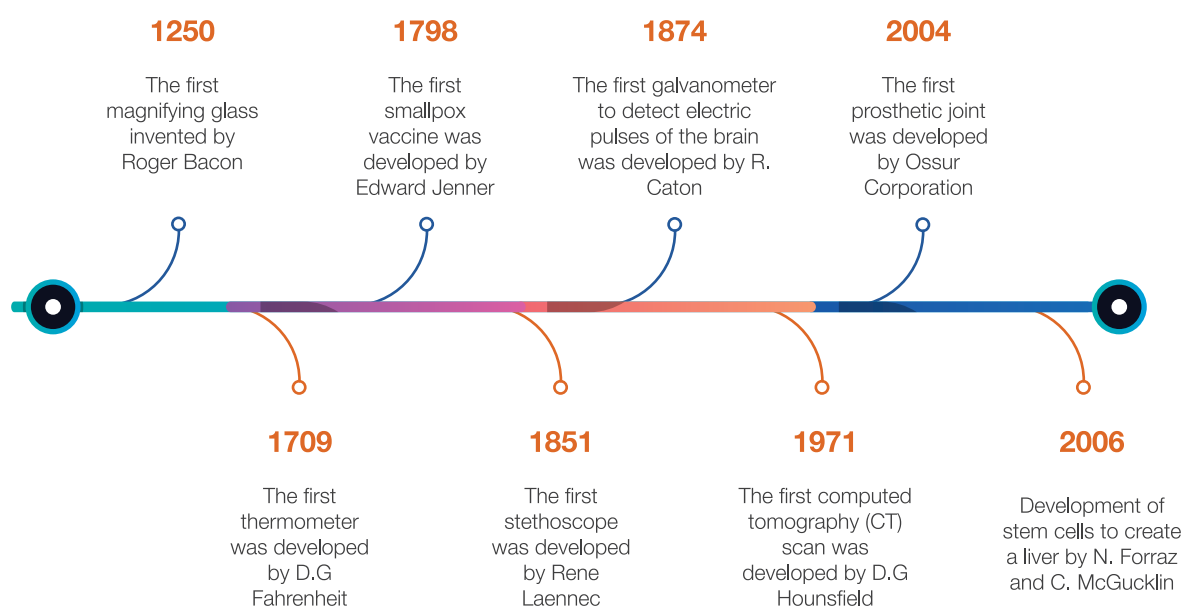 1250
The first
magnifying glass
invented by
Roger Bacon
1798
The first
smallpox
vaccine was
developed by
Edward Jenner
1874
The first galvanometer
to detect electric
pulses of the brain
was developed by R.
Caton
2004
The first
prosthetic joint
was developed
by Ossur
Corporation
1709
The first
thermometer
was developed
by D.G
Fahrenheit
1851
The first
stethoscope
was developed
by Rene
Laennec
1971
The first computed
tomography (CT)
scan was
developed by D.G
Hounsfield
2006
Development of
stem cells to create
a liver by N. Forraz
and C. McGucklin